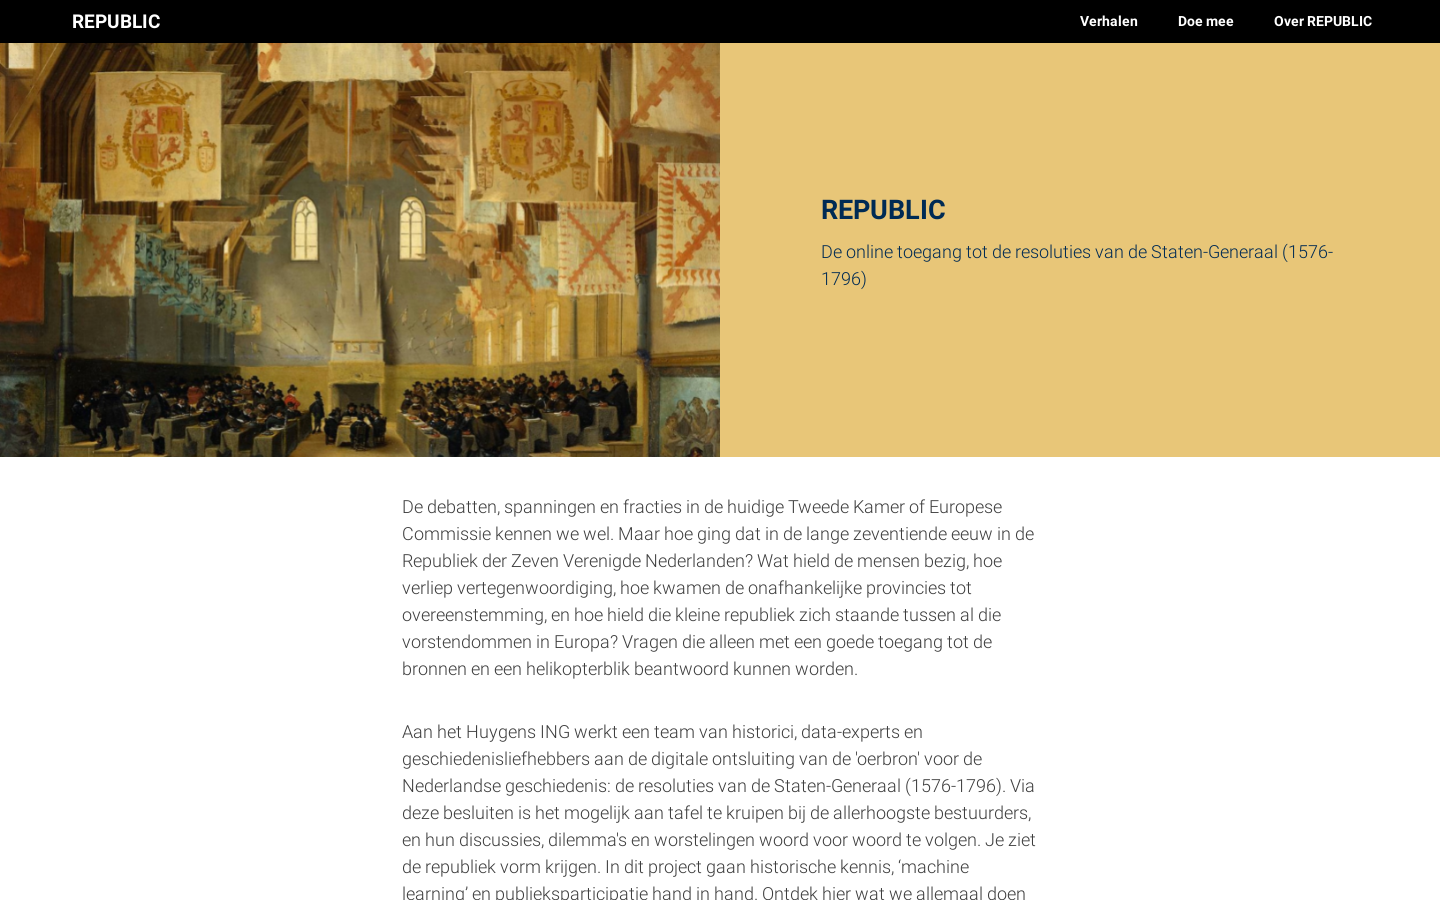 REPUBLIC
Verhalen
Doe mee
Over REPUBLIC
REPUBLIC
De online toegang tot de resoluties van de Staten-Generaal (1576-
1796)
De debatten, spanningen en fracties in de huidige Tweede Kamer of Europese
Commissie kennen we wel. Maar hoe ging dat in de lange zeventiende eeuw in de
Republiek der Zeven Verenigde Nederlanden? Wat hield de mensen bezig, hoe
verliep vertegenwoordiging, hoe kwamen de onafhankelijke provincies tot
overeenstemming, en hoe hield die kleine republiek zich staande tussen al die
vorstendommen in Europa? Vragen die alleen met een goede toegang tot de
bronnen en een helikopterblik beantwoord kunnen worden.
Aan het Huygens ING werkt een team van historici, data-experts en
geschiedenisliefhebbers aan de digitale ontsluiting van de 'oerbron' voor de
Nederlandse geschiedenis: de resoluties van de Staten-Generaal (1576-1796). Via
deze besluiten is het mogelijk aan tafel te kruipen bij de allerhoogste bestuurders,
en hun discussies, dilemma's en worstelingen woord voor woord te volgen. Je ziet
de republiek vorm krijgen. In dit project gaan historische kennis, ‘machine
learning’ en publieksparticipatie hand in hand. Ontdek hier wat we allemaal doen